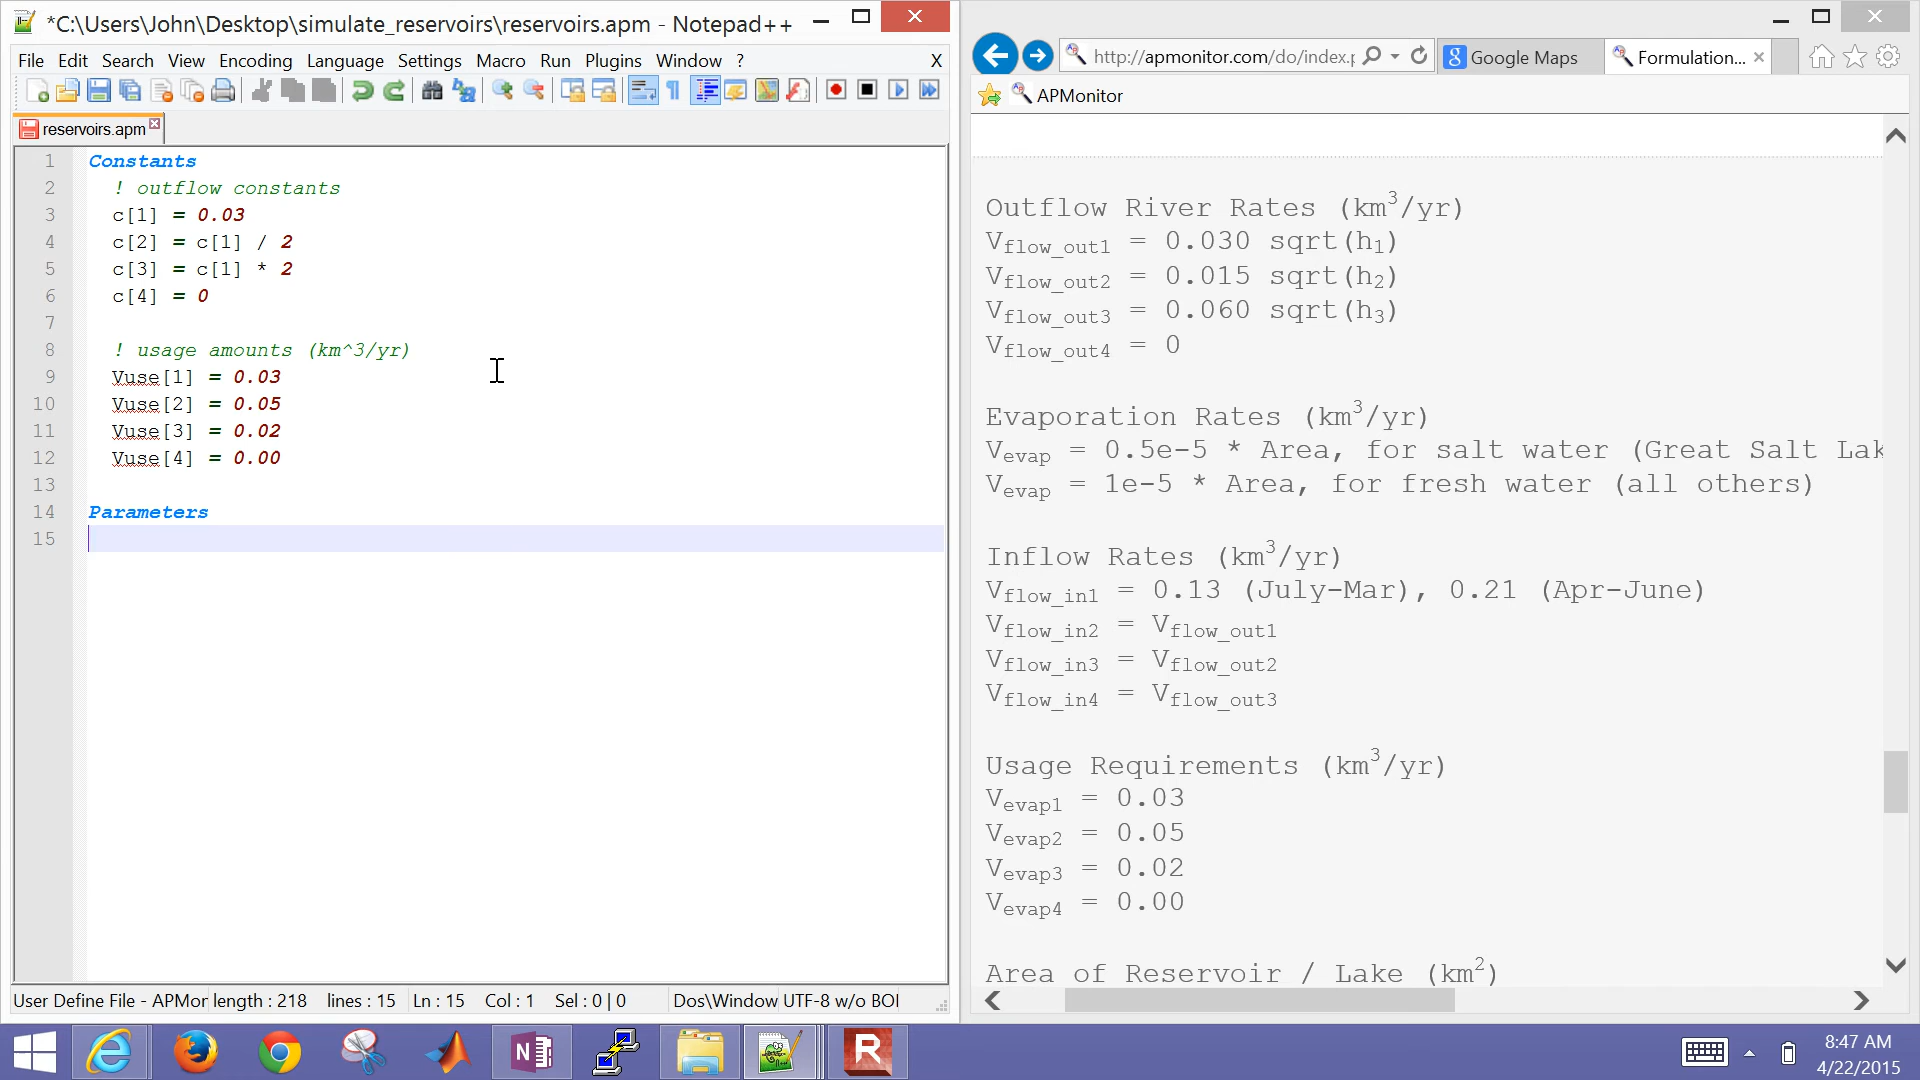 *C:\Users\John\Desktop\simulate_reservoirs\reservoirs.apm - Notepad++
File Edit Search View Encoding Language Settings Macro Run Plugins Window ? X
reservoirs.apm
1 Constants
2 ! outflow constants
3 c[1] = 0.03
4 c[2] = c[1] / 2
5 c[3] = c[1] * 2
6 c[4] = 0
7
8 ! usage amounts (km^3/yr)
9 Vuse[1] = 0.03
10 Vuse[2] = 0.05
11 Vuse[3] = 0.02
12 Vuse[4] = 0.00
13
14 Parameters
15
User Define File - APMor length : 218 lines : 15 Ln : 15 Col : 1 Sel : 0 | 0 Dos\Window UTF-8 w/o BO
http://apmonitor.com/do/index.p
Google Maps
Formulation...
APMonitor
Outflow River Rates (km3/yr)
Vflow_out1 = 0.030 sqrt(h1)
Vflow_out2 = 0.015 sqrt(h2)
Vflow_out3 = 0.060 sqrt(h3)
Vflow_out4 = 0
Evaporation Rates (km3/yr)
Vevap = 0.5e-5 * Area, for salt water (Great Salt Lak
Vevap = 1e-5 * Area, for fresh water (all others)
Inflow Rates (km3/yr)
Vflow_in1 = 0.13 (July-Mar), 0.21 (Apr-June)
Vflow_in2 = Vflow_out1
Vflow_in3 = Vflow_out2
Vflow_in4 = Vflow_out3
Usage Requirements (km3/yr)
Vevap1 = 0.03
Vevap2 = 0.05
Vevap3 = 0.02
Vevap4 = 0.00
Area of Reservoir / Lake (km2)
8:47 AM
4/22/2015